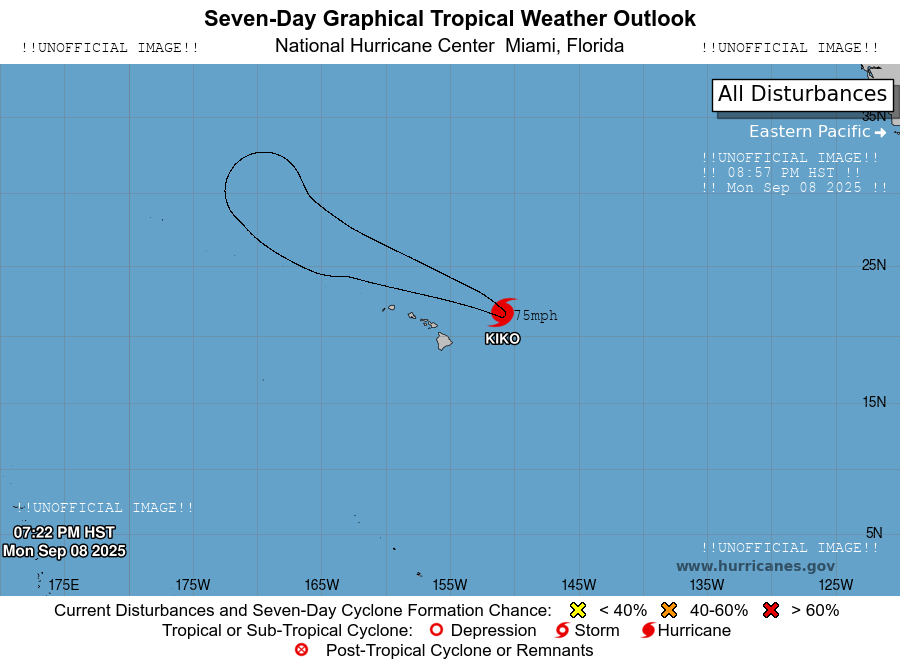 Seven-Day Graphical Tropical Weather Outlook
National Hurricane Center  Miami, Florida
!!UNOFFICIAL IMAGE!!
!!UNOFFICIAL IMAGE!!
All Disturbances
35N
Eastern Pacific
!!UNOFFICIAL IMAGE!!
!! 08:57 PM HST !!
!! Mon Sep 08 2025 !!
25N
75mph
KIKO
15N
!!UNOFFICIAL IMAGE!!
07:22 PM HST
Mon Sep 08 2025
5N
!!UNOFFICIAL IMAGE!!
www.hurricanes.gov
175E 175W 165W 155W 145W 135W 125W
Current Disturbances and Seven-Day Cyclone Formation Chance: < 40% 40-60% > 60%
Tropical or Sub-Tropical Cyclone: Depression Storm Hurricane
Post-Tropical Cyclone or Remnants